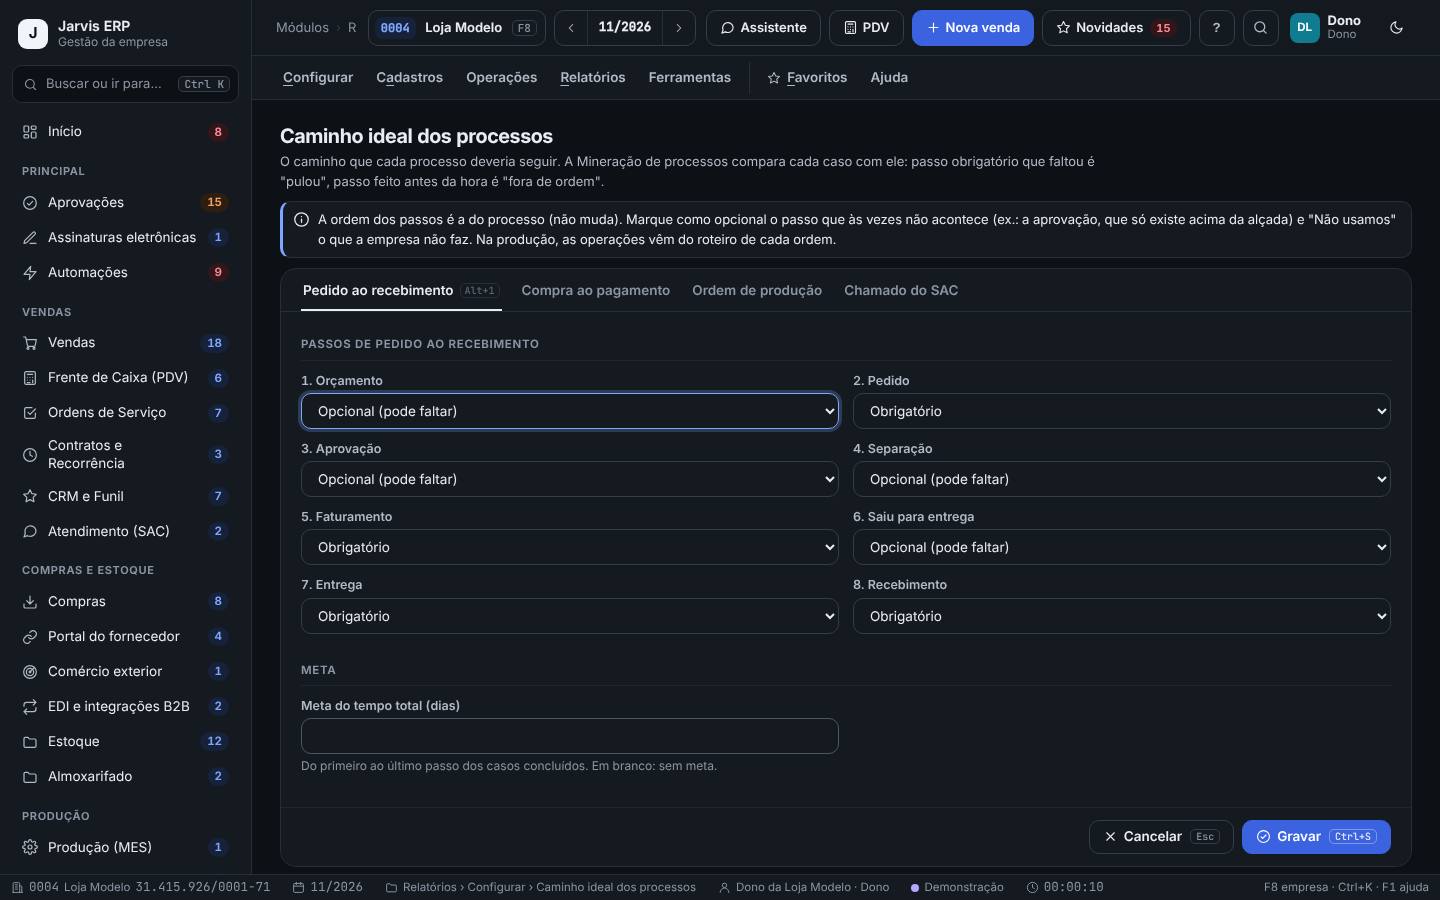 J
Jarvis ERP
Gestão da empresa
Buscar ou ir para... Ctrl K
Início 8
PRINCIPAL
Aprovações 15
Assinaturas eletrônicas 1
Automações 9
VENDAS
Vendas 18
Frente de Caixa (PDV) 6
Ordens de Serviço 7
Contratos e
Recorrência 3
CRM e Funil 7
Atendimento (SAC) 2
COMPRAS E ESTOQUE
Compras 8
Portal do fornecedor 4
Comércio exterior 1
EDI e integrações B2B 2
Estoque 12
Almoxarifado 2
PRODUÇÃO
Produção (MES) 1
Módulos › R 0004 Loja Modelo F8 ‹ 11/2026 › Assistente PDV + Nova venda Novidades 15 ? DL Dono
Dono
Configurar Cadastros Operações Relatórios Ferramentas Favoritos Ajuda
Caminho ideal dos processos
O caminho que cada processo deveria seguir. A Mineração de processos compara cada caso com ele: passo obrigatório que faltou é
"pulou", passo feito antes da hora é "fora de ordem".
A ordem dos passos é a do processo (não muda). Marque como opcional o passo que às vezes não acontece (ex.: a aprovação, que só existe acima da alçada) e "Não usamos"
o que a empresa não faz. Na produção, as operações vêm do roteiro de cada ordem.
Pedido ao recebimento Alt+1 Compra ao pagamento Ordem de produção Chamado do SAC
PASSOS DE PEDIDO AO RECEBIMENTO
1. Orçamento 2. Pedido
Opcional (pode faltar) Obrigatório
3. Aprovação 4. Separação
Opcional (pode faltar) Opcional (pode faltar)
5. Faturamento 6. Saiu para entrega
Obrigatório Opcional (pode faltar)
7. Entrega 8. Recebimento
Obrigatório Obrigatório
META
Meta do tempo total (dias)
Do primeiro ao último passo dos casos concluídos. Em branco: sem meta.
Cancelar Esc Gravar Ctrl+S
0004 Loja Modelo 31.415.926/0001-71 11/2026 Relatórios › Configurar › Caminho ideal dos processos Dono da Loja Modelo · Dono Demonstração 00:00:10 F8 empresa · Ctrl+K · F1 ajuda